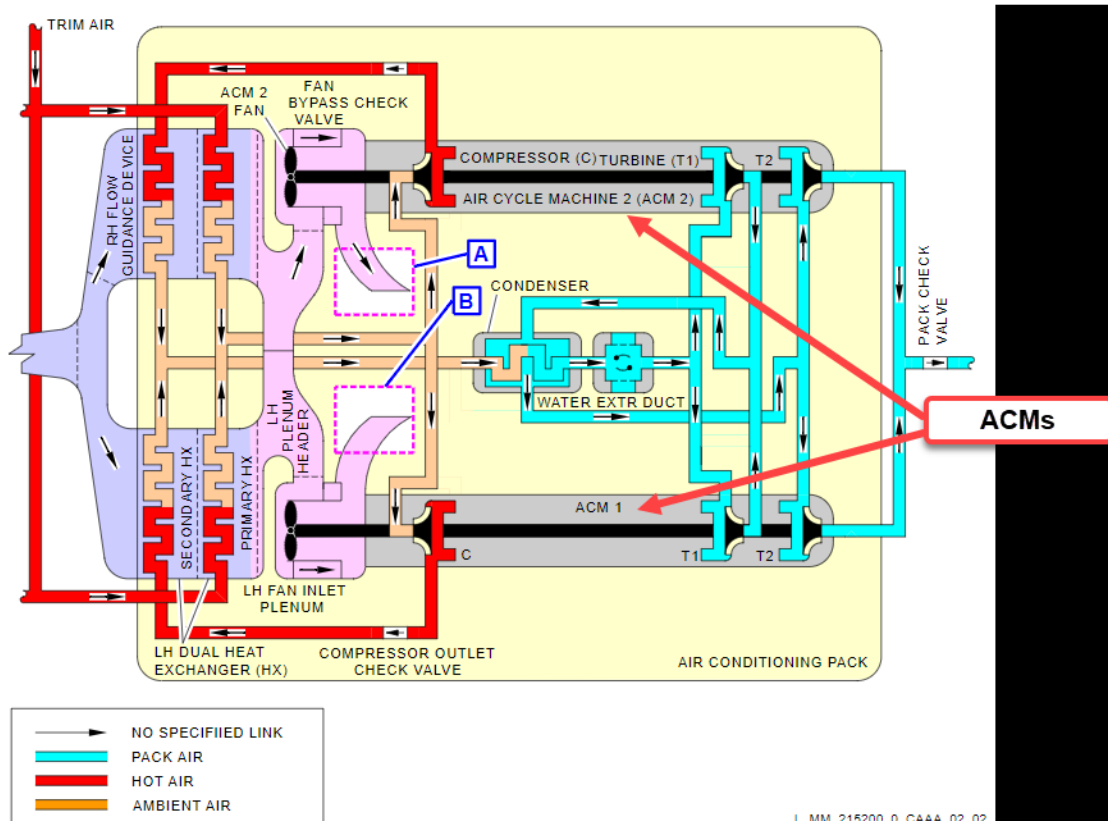 TRIM AIR
ACM 2
FAN
FAN
BYPASS CHECK
VALVE
RH FLOW
GUIDANCE DEVICE
COMPRESSOR (C)
TURBINE (T1)
T2
AIR CYCLE MACHINE 2 (ACM 2)
A
B
CONDENSER
PACK CHECK
VALVE
WATER EXTR DUCT
ACMs
LH
PLENUM
HEADER
SECONDARY HX
PRIMARY HX
ACM 1
C
T1
T2
LH FAN INLET
PLENUM
LH DUAL HEAT
EXCHANGER (HX)
COMPRESSOR OUTLET
CHECK VALVE
AIR CONDITIONING PACK
NO SPECIFIIED LINK
PACK AIR
HOT AIR
AMBIENT AIR
L_MM_215200_0_CAAA_02_02